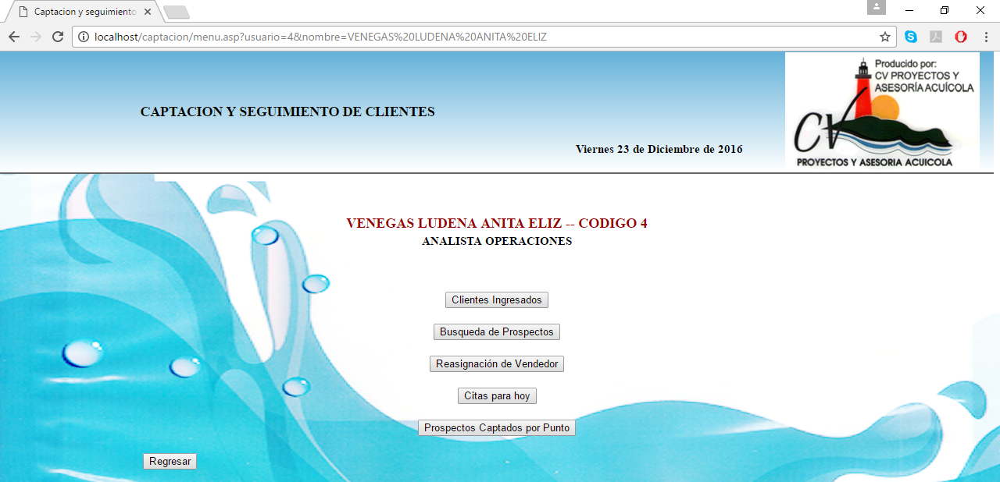 Captacion y seguimiento
localhost/captacion/menu.asp?usuario=4&nombre=VENEGAS%20LUDENA%20ANITA%20ELIZ
Producido por:
CV PROYECTOS Y
ASESORÍA ACUÍCOLA
CAPTACION Y SEGUIMIENTO DE CLIENTES
CV
Viernes 23 de Diciembre de 2016
PROYECTOS Y ASESORIA ACUICOLA
VENEGAS LUDENA ANITA ELIZ -- CODIGO 4
ANALISTA OPERACIONES
Clientes Ingresados
Busqueda de Prospectos
Reasignación de Vendedor
Citas para hoy
Prospectos Captados por Punto
Regresar